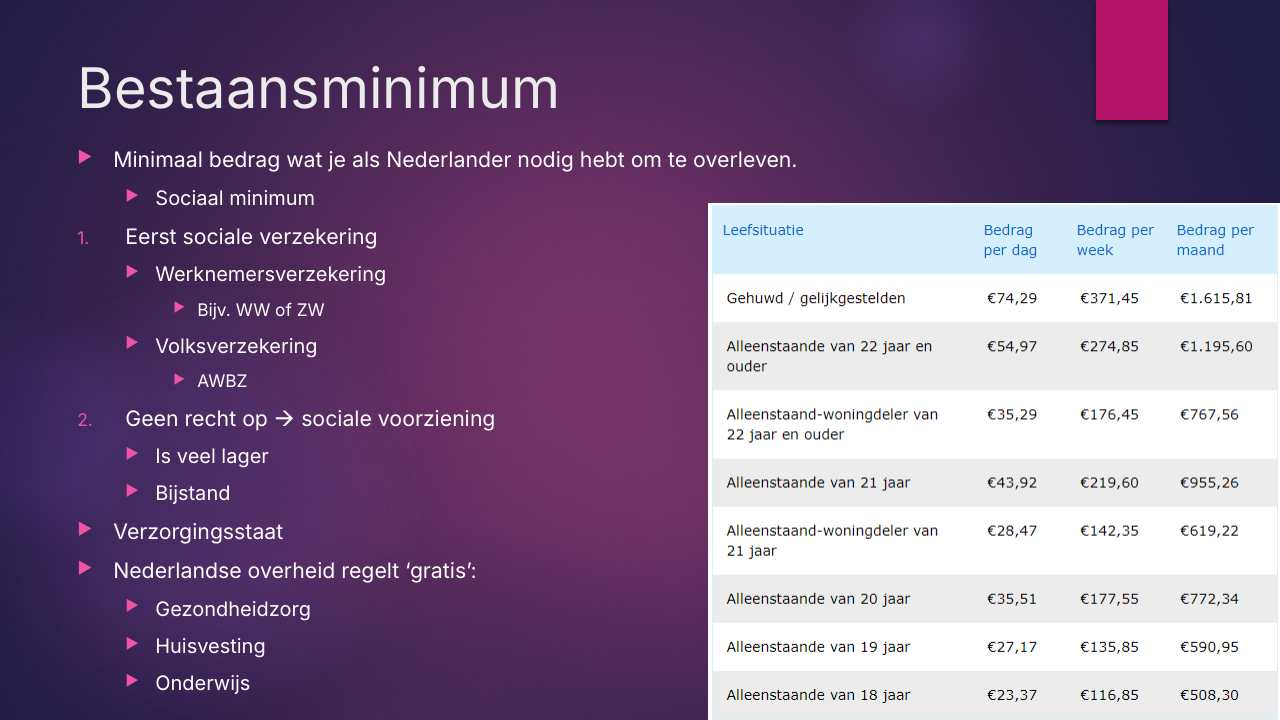 Bestaansminimum
Minimaal bedrag wat je als Nederlander nodig hebt om te overleven.
Sociaal minimum
1. Eerst sociale verzekering
Werknemersverzekering
Bijv. WW of ZW
Volksverzekering
AWBZ
2. Geen recht op → sociale voorziening
Is veel lager
Bijstand
Verzorgingsstaat
Nederlandse overheid regelt ‘gratis’:
Gezondheidzorg
Huisvesting
Onderwijs
Leefsituatie Bedrag per dag Bedrag per week Bedrag per maand
Gehuwd / gelijkgestelden €74,29 €371,45 €1.615,81
Alleenstaande van 22 jaar en €54,97 €274,85 €1.195,60
ouder
Alleenstaand-woningdeler van €35,29 €176,45 €767,56
22 jaar en ouder
Alleenstaande van 21 jaar €43,92 €219,60 €955,26
Alleenstaand-woningdeler van €28,47 €142,35 €619,22
21 jaar
Alleenstaande van 20 jaar €35,51 €177,55 €772,34
Alleenstaande van 19 jaar €27,17 €135,85 €590,95
Alleenstaande van 18 jaar €23,37 €116,85 €508,30